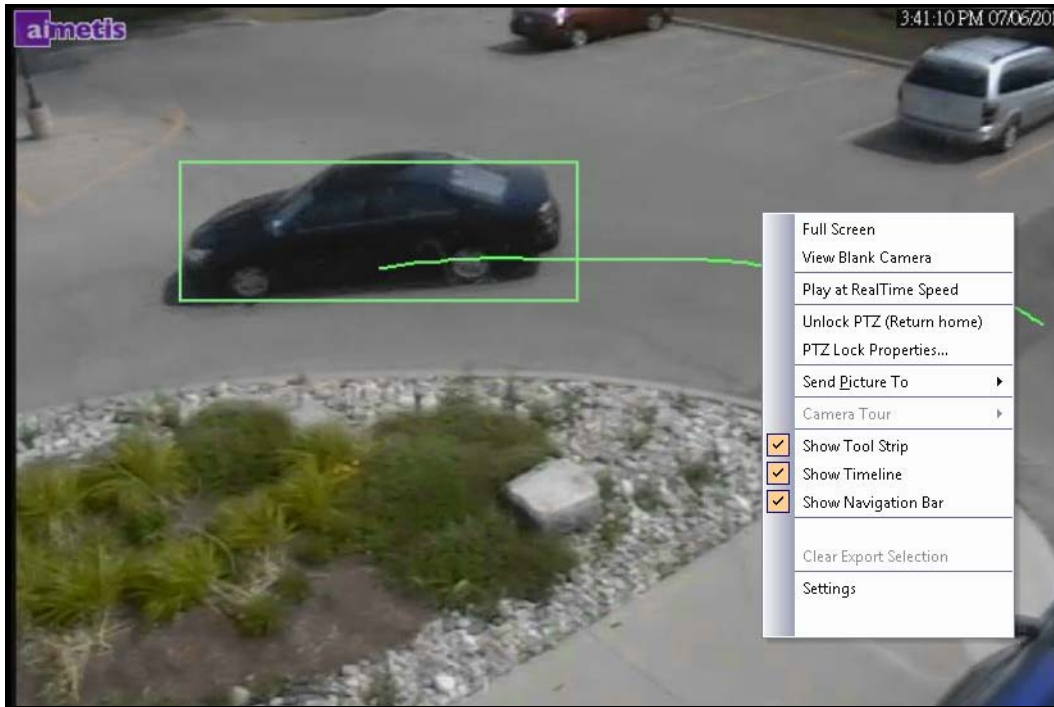 aimetis
3:41:10 PM 07/06/20
Full Screen
View Blank Camera
Play at RealTime Speed
Unlock PTZ (Return home)
PTZ Lock Properties...
Send Picture To
Camera Tour
Show Tool Strip
Show Timeline
Show Navigation Bar
Clear Export Selection
Settings